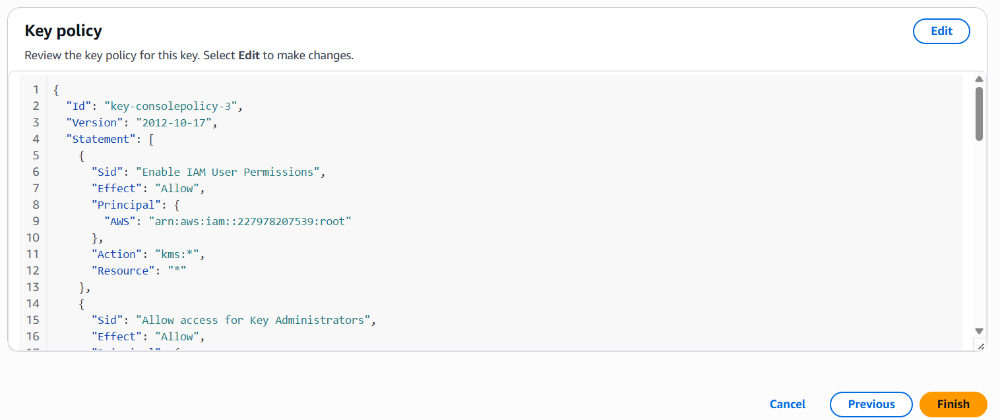 Key policy
Edit
Review the key policy for this key. Select Edit to make changes.
1 {
2 "Id": "key-consolepolicy-3",
3 "Version": "2012-10-17",
4 "Statement": [
5 {
6 "Sid": "Enable IAM User Permissions",
7 "Effect": "Allow",
8 "Principal": {
9 "AWS": "arn:aws:iam::227978207539:root"
10 },
11 "Action": "kms:*",
12 "Resource": "*"
13 },
14 {
15 "Sid": "Allow access for Key Administrators",
16 "Effect": "Allow",
Cancel
Previous
Finish